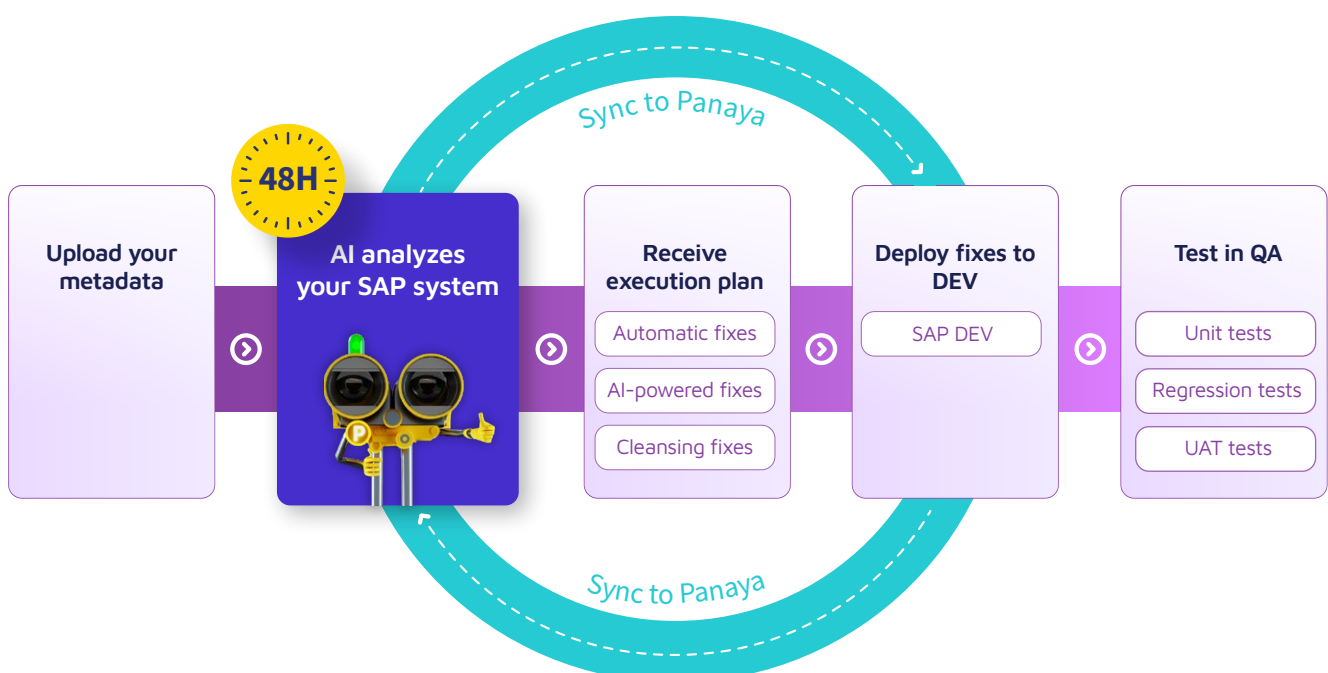 Sync to Panaya
48H
Upload your
metadata
AI analyzes
your SAP system
P
Receive
execution plan
Automatic fixes
AI-powered fixes
Cleansing fixes
Deploy fixes to
DEV
SAP DEV
Test in QA
Unit tests
Regression tests
UAT tests
Sync to Panaya